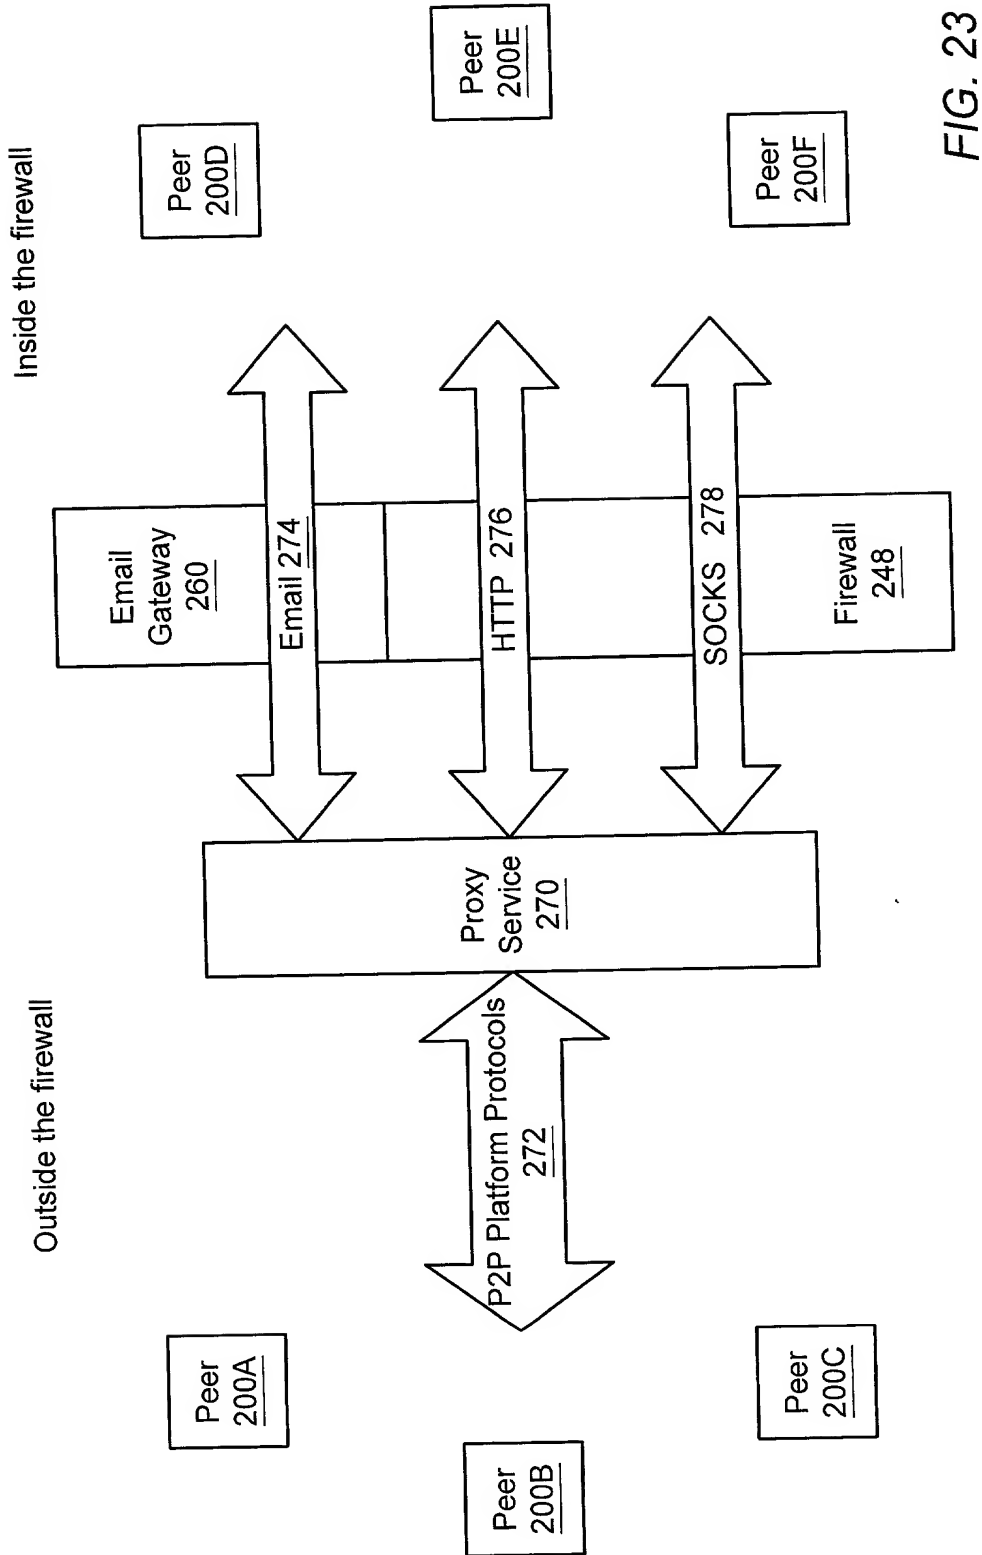 Outside the firewall
Inside the firewall
Peer
200A
Peer
200B
Peer
200C
P2P Platform Protocols
272
Proxy
Service
270
Email
Gateway
260
Email 274
HTTP 276
SOCKS 278
Firewall
248
Peer
200D
Peer
200E
Peer
200F
FIG. 23